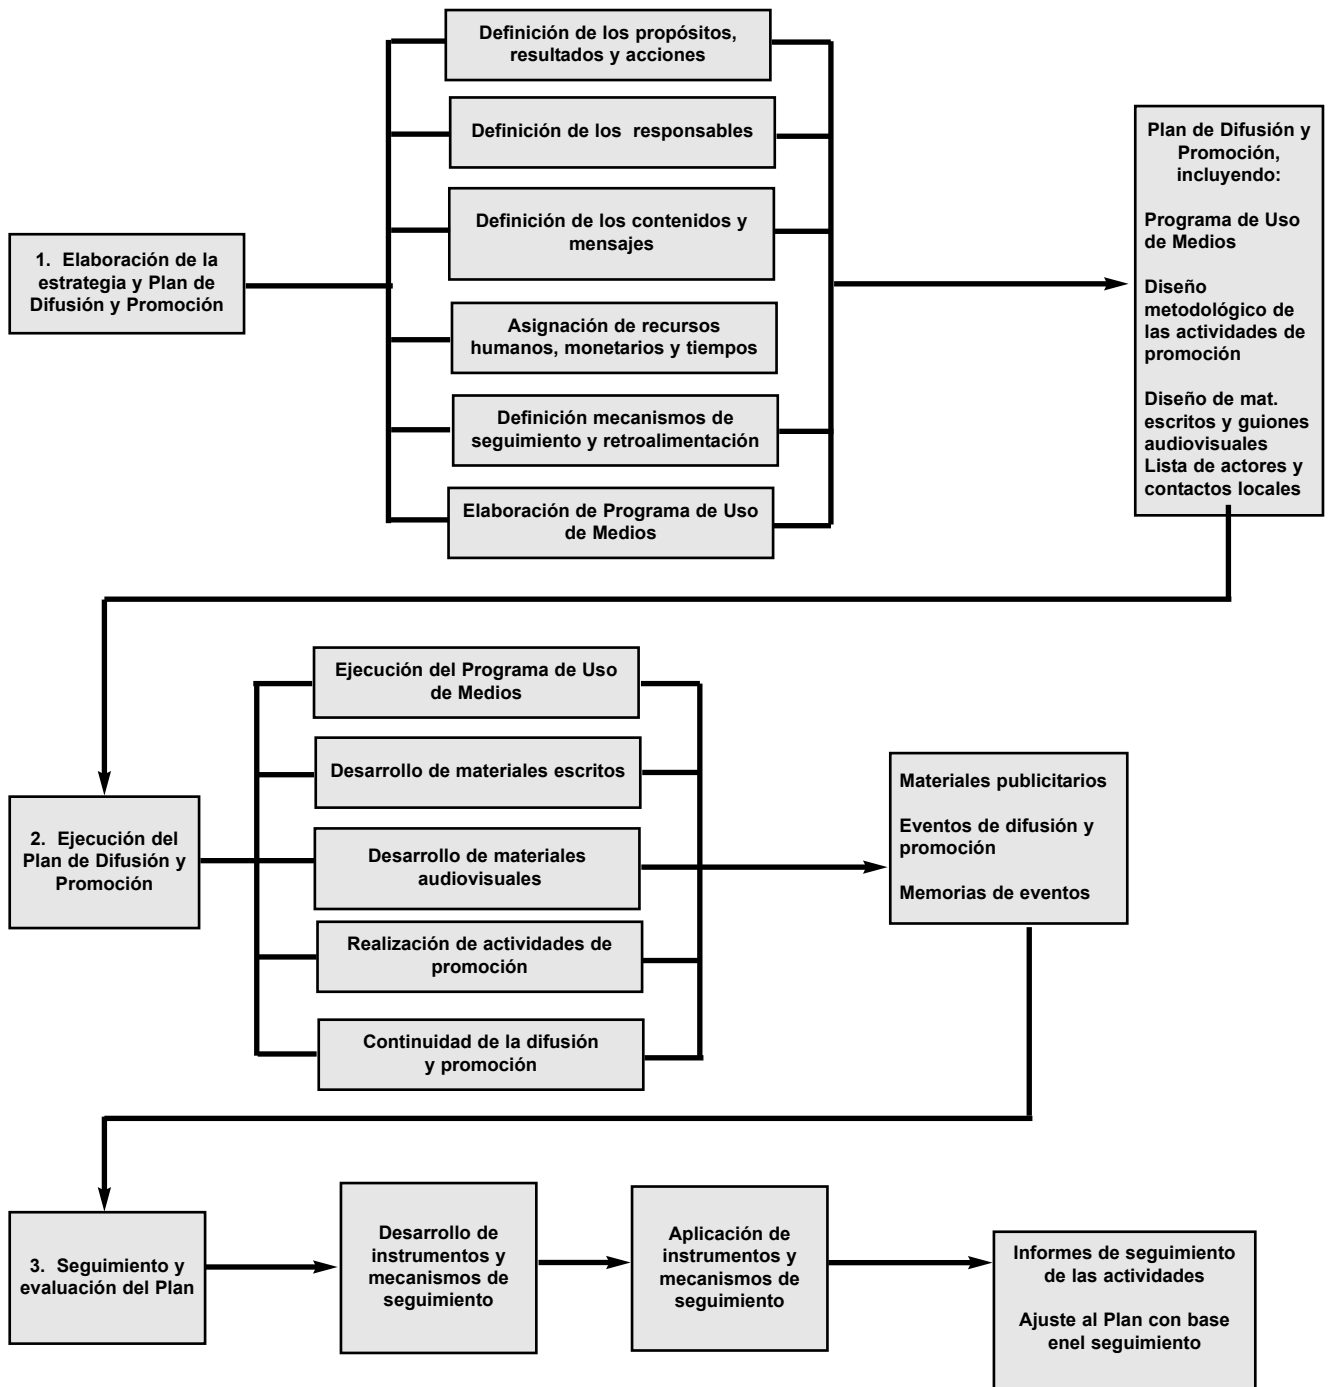 Definición de los propósitos,
resultados y acciones
Definición de los responsables
Definición de los contenidos y
mensajes
1. Elaboración de la
estrategia y Plan de
Difusión y Promoción
Asignación de recursos
humanos, monetarios y tiempos
Definición mecanismos de
seguimiento y retroalimentación
Elaboración de Programa de Uso
de Medios
Plan de Difusión y
Promoción,
incluyendo:
Programa de Uso
de Medios
Diseño
metodológico de
las actividades de
promoción
Diseño de mat.
escritos y guiones
audiovisuales
Lista de actores y
contactos locales
Ejecución del Programa de Uso
de Medios
Desarrollo de materiales escritos
2. Ejecución del
Plan de Difusión y
Promoción
Desarrollo de materiales
audiovisuales
Realización de actividades de
promoción
Continuidad de la difusión
y promoción
Materiales publicitarios
Eventos de difusión y
promoción
Memorias de eventos
3. Seguimiento y
evaluación del Plan
Desarrollo de
instrumentos y
mecanismos de
seguimiento
Aplicación de
instrumentos y
mecanismos de
seguimiento
Informes de seguimiento
de las actividades
Ajuste al Plan con base
enel seguimiento